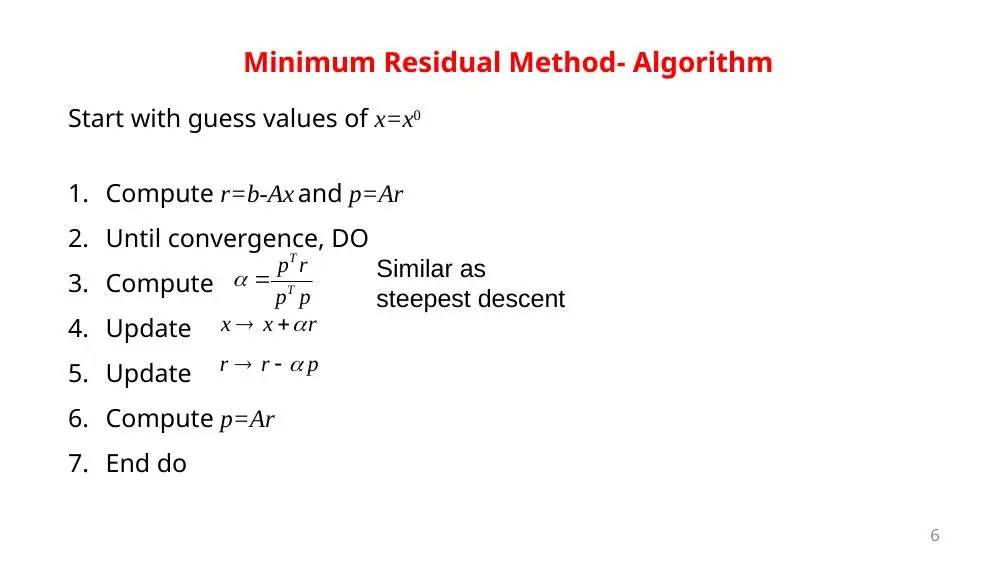 Minimum Residual Method- Algorithm
Start with guess values of x=x⁰
1. Compute r=b-Ax and p=Ar
2. Until convergence, DO
3. Compute α = pᵀr / pᵀp
Similar as
steepest descent
4. Update x → x + αr
5. Update r → r - αp
6. Compute p=Ar
7. End do
6